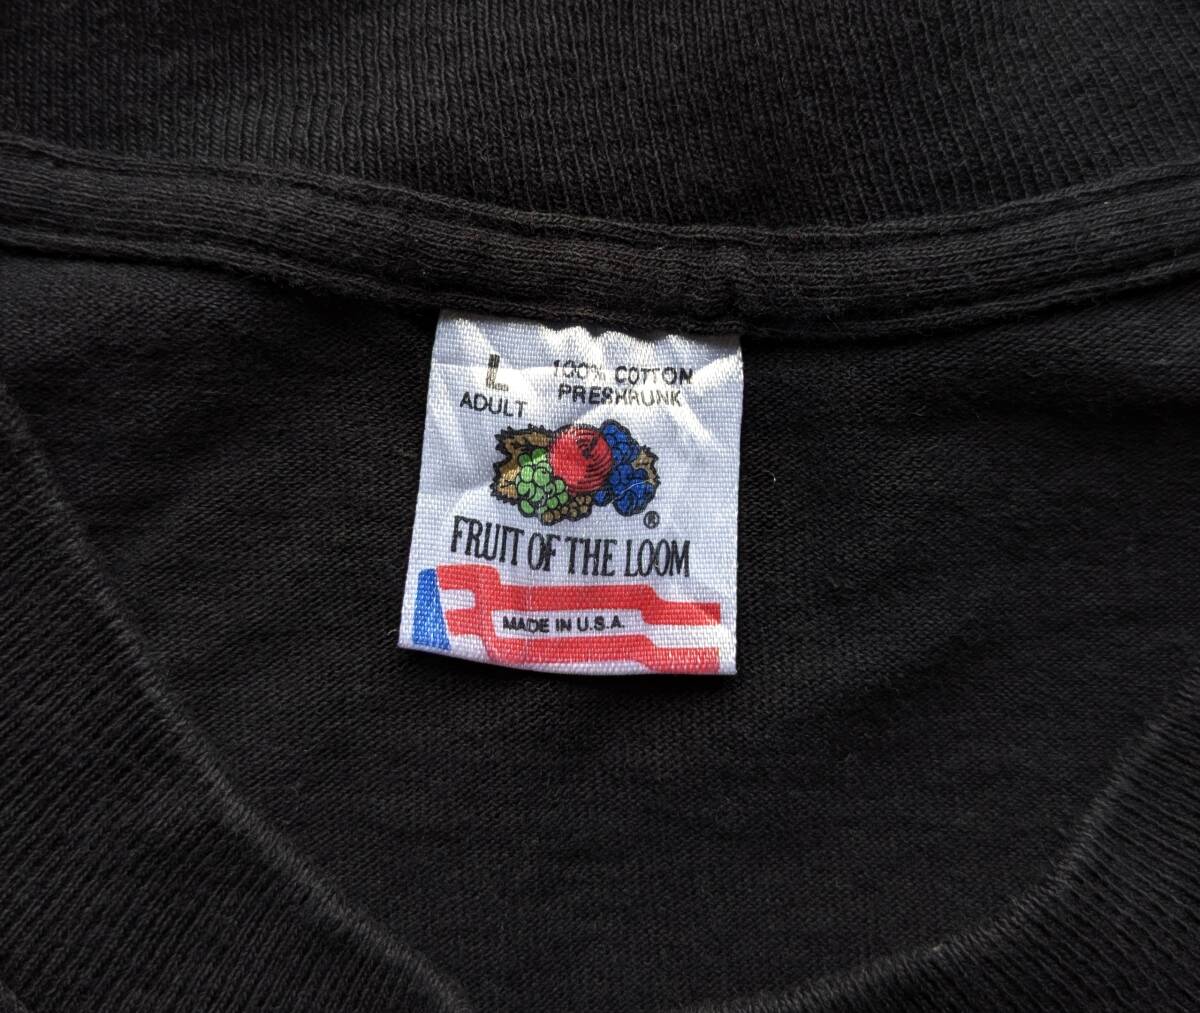 L 100% COTTON
ADULT PRESHRUNK
®
FRUIT OF THE LOOM
MADE IN U.S.A.